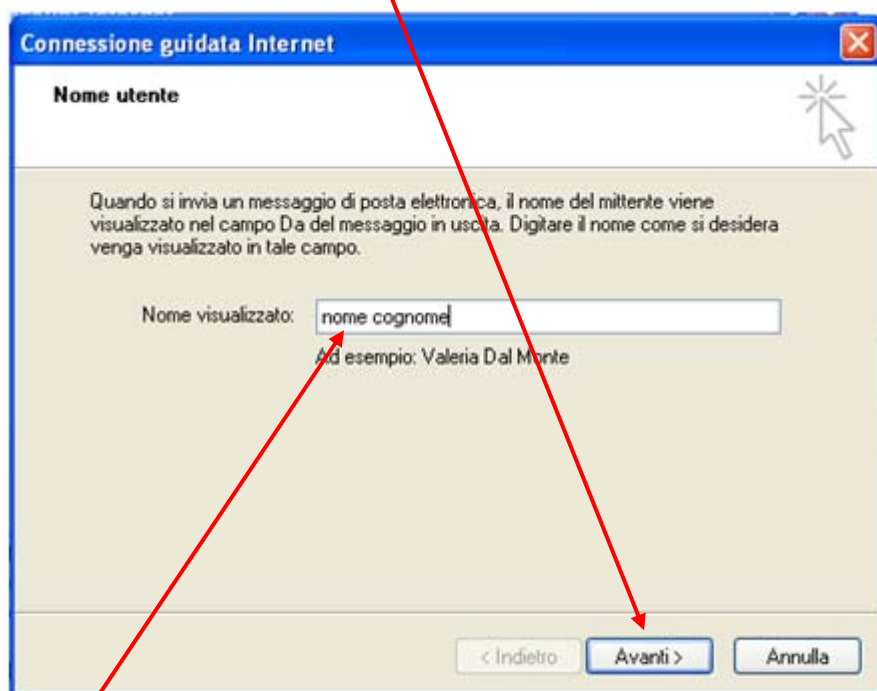 Connessione guidata Internet
Nome utente
Quando si invia un messaggio di posta elettronica, il nome del mittente viene
visualizzato nel campo Da del messaggio in uscita. Digitare il nome come si desidera
venga visualizzato in tale campo.
Nome visualizzato: nome cognome
Ad esempio: Valeria Dal Monte
< Indietro Avanti > Annulla